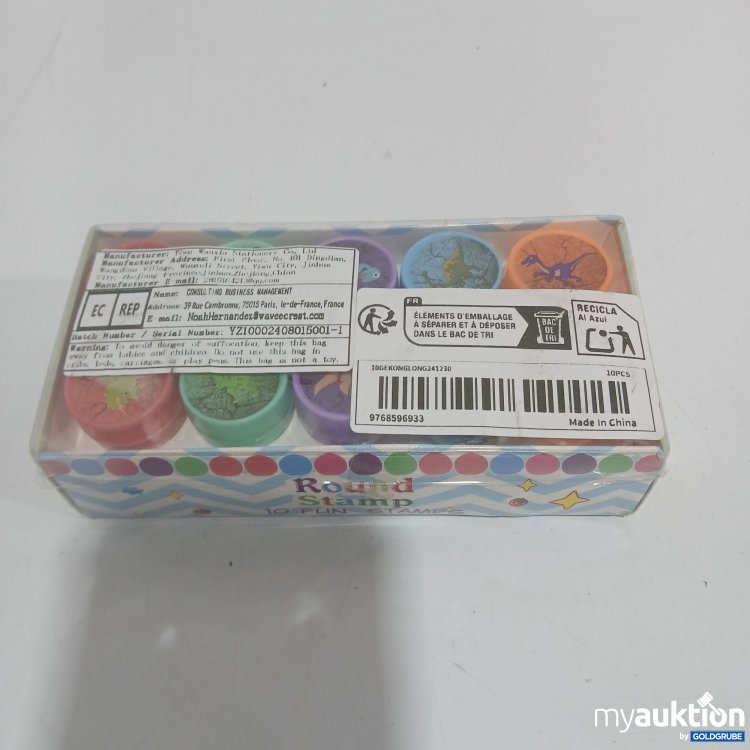 Manufacturer: Yiwu Wanxin Stationery Co., Ltd
Manufacturer Address: First Floor, No. 101 Dingdian,
Wangdian Village, Street, Yiwu City, Jinhua
City, Zhejiang Province, Jinhua, Zhejiang, China
Manufacturer E mail:
EC REP
Name: CONSULTING BUSINESS MANAGEMENT
Address: 39 Rue Cambronne, 75015 Paris, Ie-de-France, France
E-mail: NoahHernandez@waveecrest.com
Batch Number / Serial Number: YZ10002408015001-1
Warning: To avoid danger of suffocation, keep this bag
away from babies and children. Do not use this bag in
cribs, beds, carriages, or play pens. This bag is not a toy.
FR
ÉLÉMENTS D'EMBALLAGE
À SÉPARER ET À DÉPOSER
DANS LE BAC DE TRI
BAC
DE
TRI
RECICLA
Al Azul
10GEKONGLONG241230
10PCS
9768596933
Made In China
Round
Stamp
10 FUN STAMPS
myauktion
by GOLDGRUBE